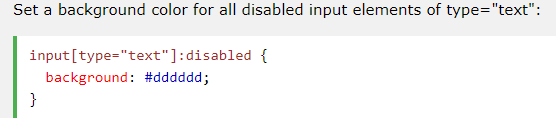 Set a background color for all disabled input elements of type="text":
input[type="text"]:disabled {
  background: #dddddd;
}